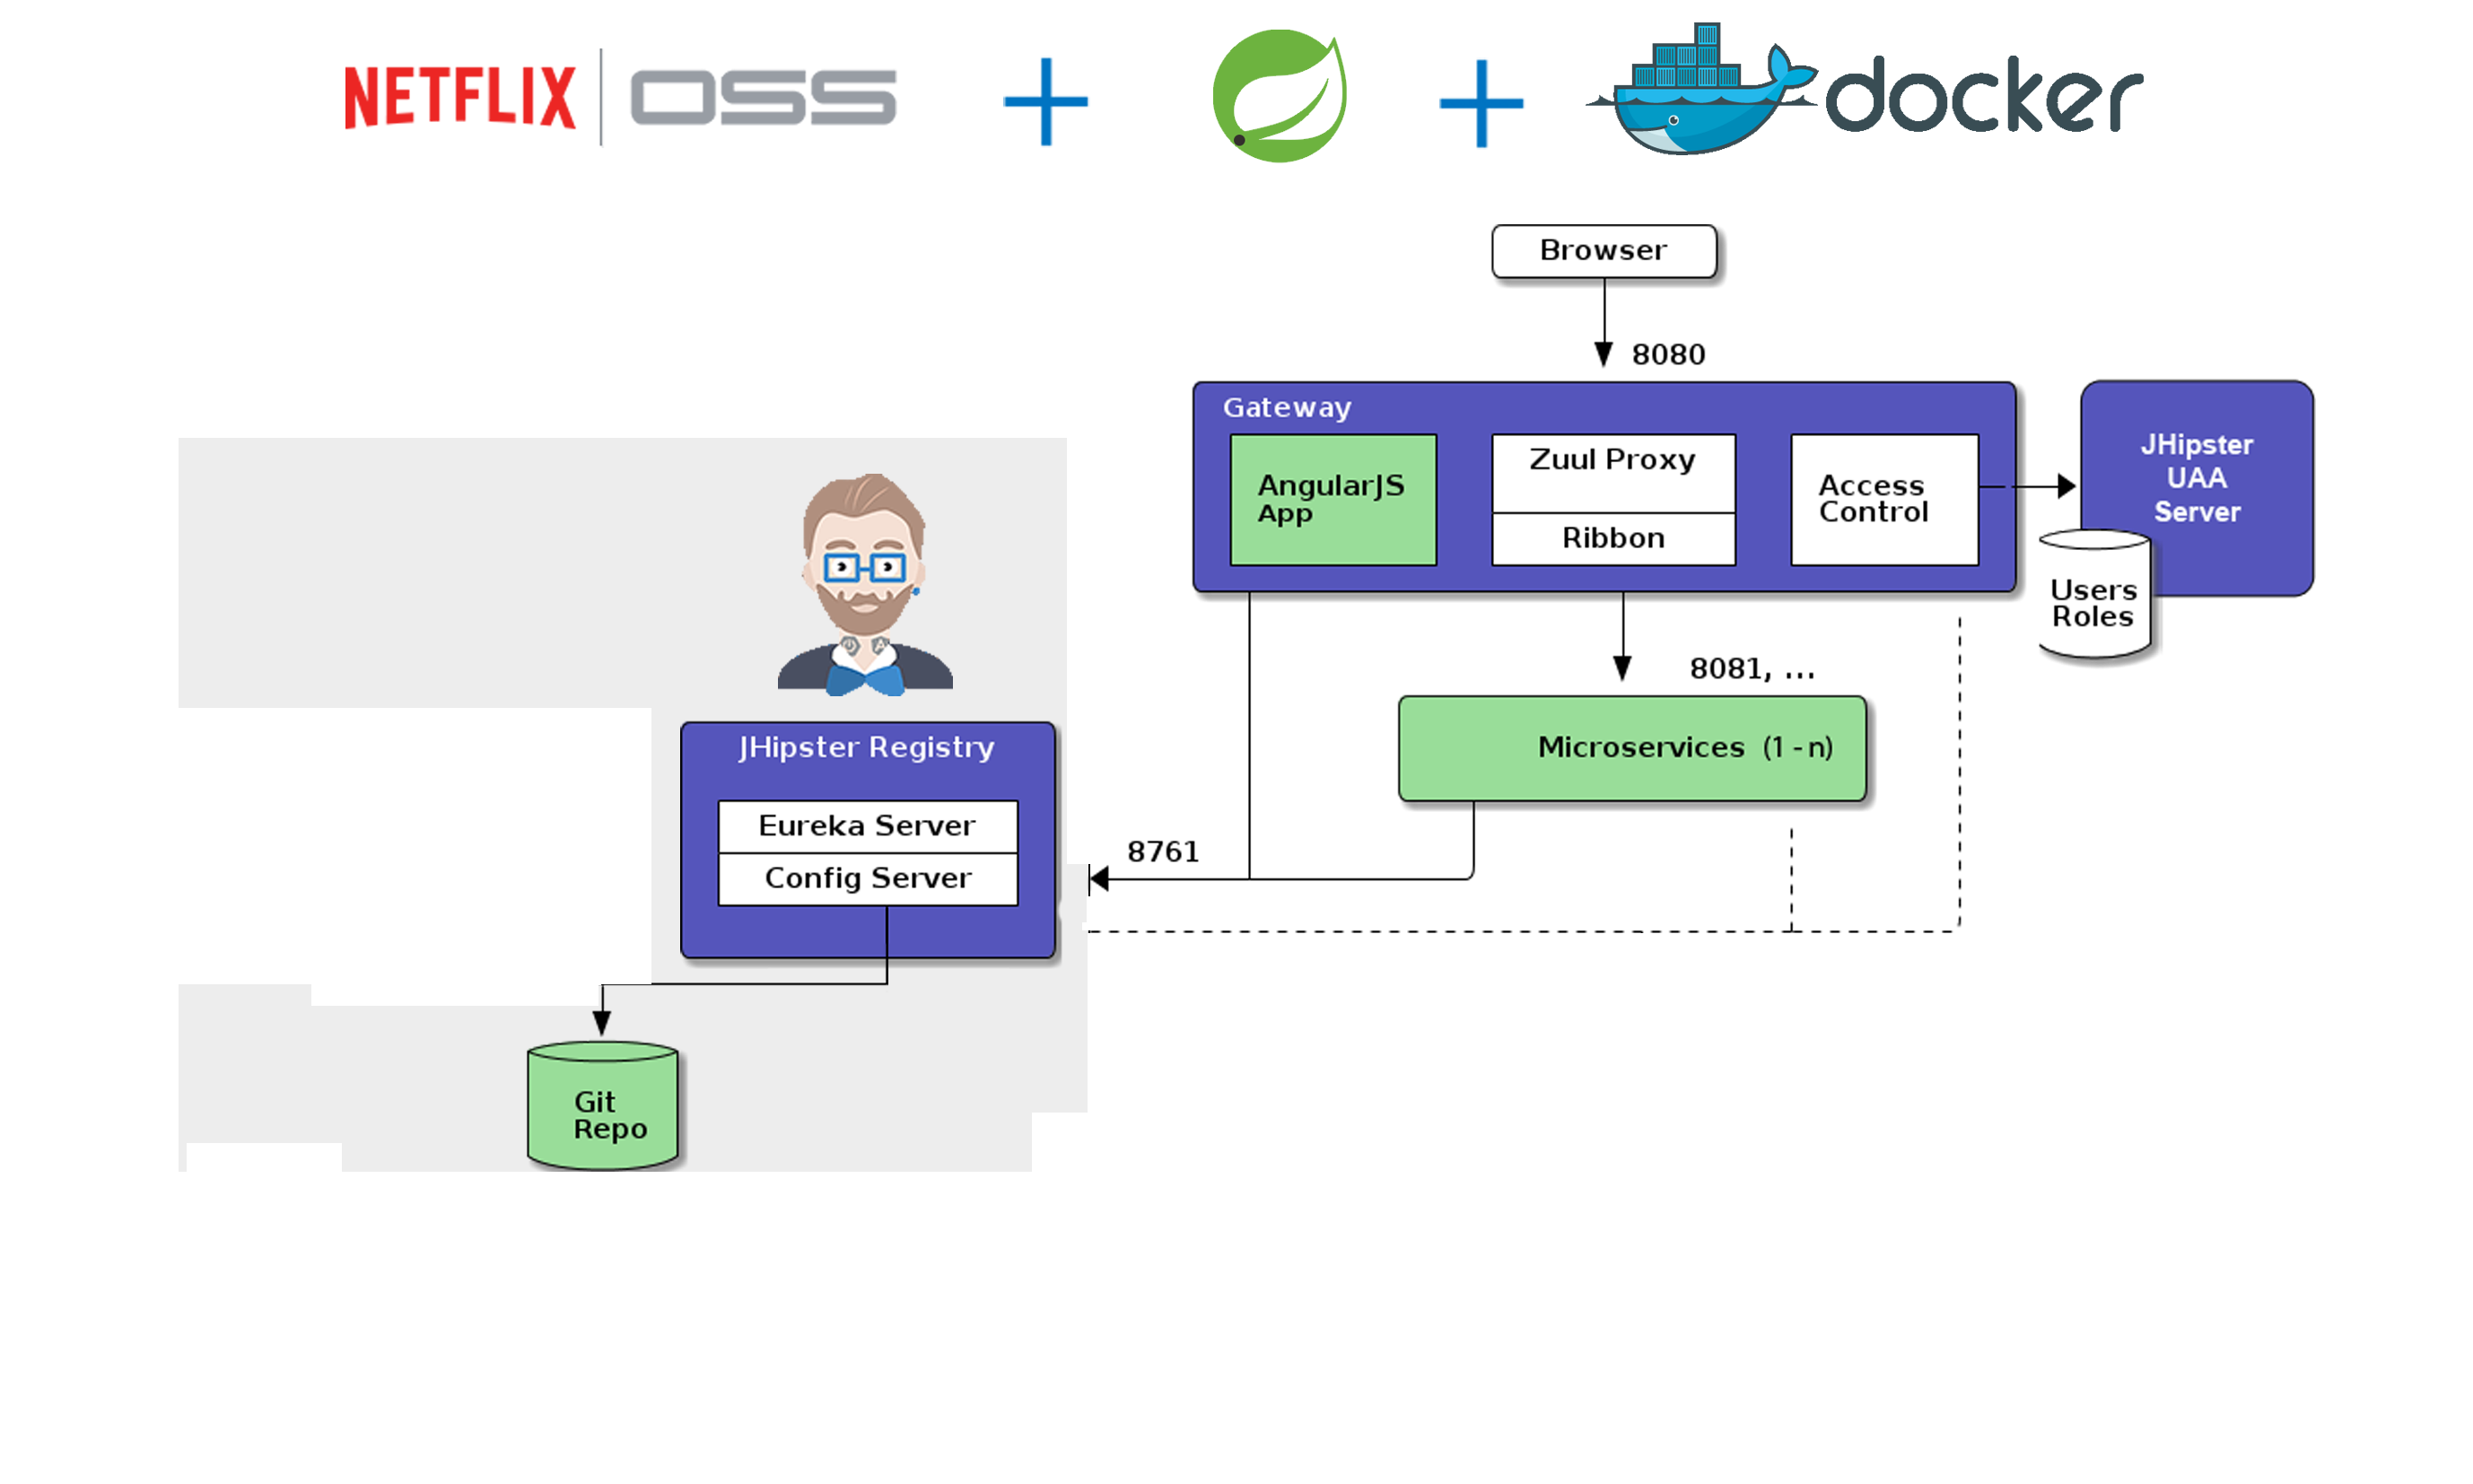 NETFLIX OSS
docker
Browser
8080
Gateway
AngularJS
App
Zuul Proxy
Ribbon
Access
Control
JHipster
UAA
Server
Users
Roles
8081, ...
Microservices (1 - n)
JHipster Registry
Eureka Server
Config Server
8761
Git
Repo